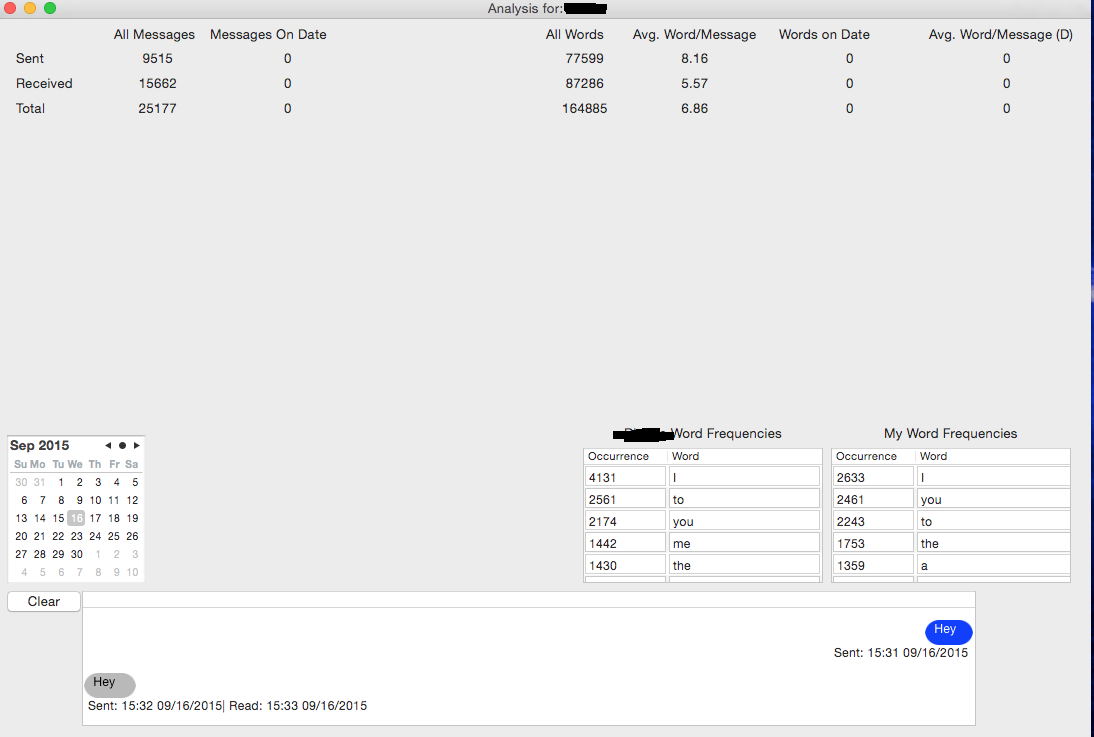 Analysis for:
All Messages Messages On Date All Words Avg. Word/Message Words on Date Avg. Word/Message (D)
Sent 9515 0 77599 8.16 0 0
Received 15662 0 87286 5.57 0 0
Total 25177 0 164885 6.86 0 0
Sep 2015
Su Mo Tu We Th Fr Sa
30 31 1 2 3 4 5
6 7 8 9 10 11 12
13 14 15 16 17 18 19
20 21 22 23 24 25 26
27 28 29 30 1 2 3
4 5 6 7 8 9 10
Word Frequencies
Occurrence Word
4131 I
2561 to
2174 you
1442 me
1430 the
My Word Frequencies
Occurrence Word
2633 I
2461 you
2243 to
1753 the
1359 a
Clear
Hey
Sent: 15:31 09/16/2015
Hey
Sent: 15:32 09/16/2015| Read: 15:33 09/16/2015